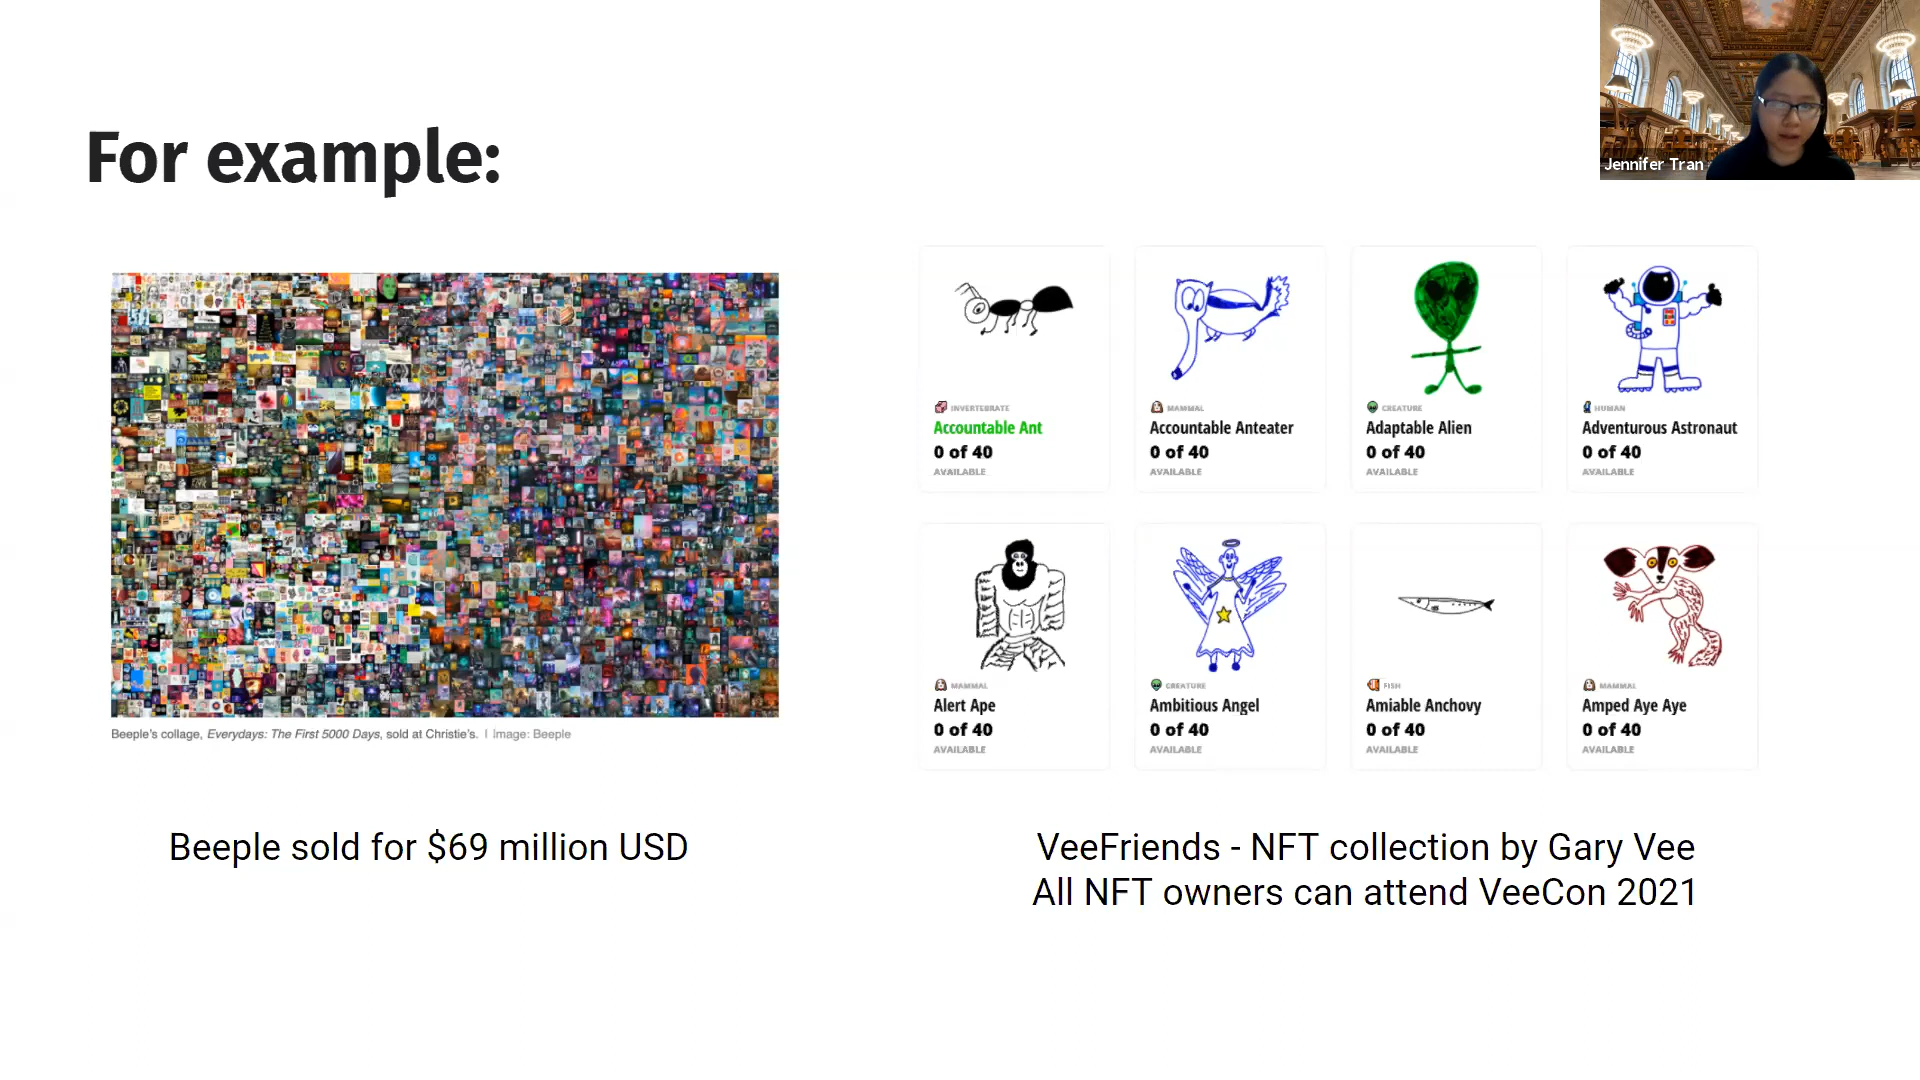 Jennifer Tran
For example:
INVERTEBRATE
Accountable Ant
0 of 40
AVAILABLE
MAMMAL
Accountable Anteater
0 of 40
AVAILABLE
CREATURE
Adaptable Alien
0 of 40
AVAILABLE
HUMAN
Adventurous Astronaut
0 of 40
AVAILABLE
MAMMAL
Alert Ape
0 of 40
AVAILABLE
CREATURE
Ambitious Angel
0 of 40
AVAILABLE
FISH
Amiable Anchovy
0 of 40
AVAILABLE
MAMMAL
Amped Aye Aye
0 of 40
AVAILABLE
Beeple's collage, Everydays: The First 5000 Days, sold at Christie's. | Image: Beeple
Beeple sold for $69 million USD
VeeFriends - NFT collection by Gary Vee
All NFT owners can attend VeeCon 2021